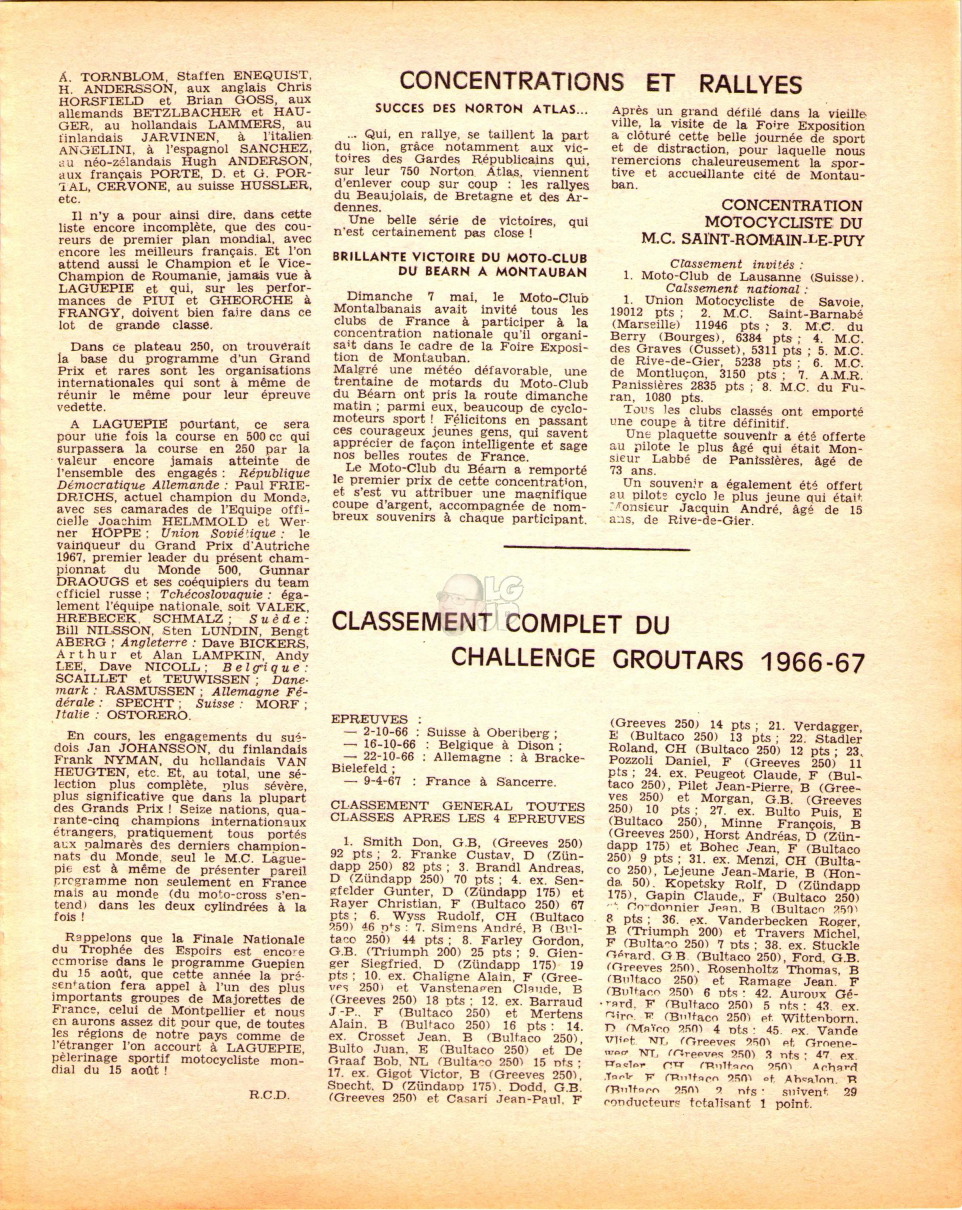 A. TORNBLOM, Staffen ENEQUIST,
H. ANDERSSON, aux anglais Chris
HORSFIELD et Brian GOSS, aux
allemands BETZLBACHER et HAU-
GER, au hollandais LAMMERS, au
finlandais JARVINEN, à l'italien
ANGELINI, à l'espagnol SANCHEZ,
au néo-zélandais Hugh ANDERSON,
aux français PORTE, D. et G. POR-
TAL, CERVONE, au suisse HUSSLER,
etc.
Il n'y a pour ainsi dire, dans cette
liste encore incomplète, que des cou-
reurs de premier plan mondial, avec
encore les meilleurs français. Et l'on
attend aussi le Champion et le Vice-
Champion de Roumanie, jamais vue à
LAGUEPIE et qui, sur les perfor-
mances de PIUI et GHEORCHE à
FRANGY, doivent bien faire dans ce
lot de grande classe.
Dans ce plateau 250, on trouverait
la base du programme d'un Grand
Prix et rares sont les organisations
internationales qui sont à même de
réunir le même pour leur épreuve
vedette.
A LAGUEPIE pourtant, ce sera
pour une fois la course en 500 cc qui
surpassera la course en 250 par la
valeur encore jamais atteinte de
l'ensemble des engagés : République
Démocratique Allemande : Paul FRIE-
DRICHS, actuel champion du Monde,
avec ses camarades de l'Equipe offi-
cielle Joachim HELMMOLD et Wer-
ner HOPPE ; Union Soviétique : le
vainqueur du Grand Prix d'Autriche
1967, premier leader du présent cham-
pionnat du Monde 500, Gunnar
DRAOUGS et ses coéquipiers du team
officiel russe ; Tchécoslovaquie : éga-
lement l'équipe nationale, soit VALEK,
HREBECEK, SCHMALZ ; Suède :
Bill NILSSON, Sten LUNDIN, Bengt
ABERG ; Angleterre : Dave BICKERS,
Arthur et Alan LAMPKIN, Andy
LEE, Dave NICOLL ; Belgique :
SCAILLET et TEUWISSEN ; Dane-
mark : RASMUSSEN ; Allemagne Fé-
dérale : SPECHT ; Suisse : MORF ;
Italie : OSTORERO.
En cours, les engagements du sué-
dois Jan JOHANSSON, du finlandais
Frank NYMAN, du hollandais VAN
HEUGTEN, etc. Et, au total, une sé-
lection plus complète, plus sévère,
plus significative que dans la plupart
des Grands Prix ! Seize nations, qua-
rante-cinq champions internationaux
étrangers, pratiquement tous portés
aux palmarès des derniers champion-
nats du Monde, seul le M.C. Lague-
pie est à même de présenter pareil
programme non seulement en France
mais au monde (du moto-cross s'en-
tend) dans les deux cylindrées à la
fois !
Rappelons que la Finale Nationale
du Trophée des Espoirs est encore
comprise dans le programme Guepien
du 15 août, que cette année la pré-
sentation fera appel à l'un des plus
importants groupes de Majorettes de
France, celui de Montpellier et nous
en aurons assez dit pour que, de toutes
les régions de notre pays comme de
l'étranger l'on accourt à LAGUEPIE,
pèlerinage sportif motocycliste mon-
dial du 15 août !
R.C.D.
CONCENTRATIONS ET RALLYES
SUCCES DES NORTON ATLAS...
... Qui, en rallye, se taillent la part
du lion, grâce notamment aux vic-
toires des Gardes Républicains qui,
sur leur 750 Norton Atlas, viennent
d'enlever coup sur coup : les rallyes
du Beaujolais, de Bretagne et des Ar-
dennes.
Une belle série de victoires, qui
n'est certainement pas close !
BRILLANTE VICTOIRE DU MOTO-CLUB
DU BEARN A MONTAUBAN
Dimanche 7 mai, le Moto-Club
Montalbanais avait invité tous les
clubs de France à participer à la
concentration nationale qu'il organi-
sait dans le cadre de la Foire Exposi-
tion de Montauban.
Malgré une météo défavorable, une
trentaine de motards du Moto-Club
du Béarn ont pris la route dimanche
matin ; parmi eux, beaucoup de cyclo-
moteurs sport ! Félicitons en passant
ces courageux jeunes gens, qui savent
apprécier de façon intelligente et sage
nos belles routes de France.
Le Moto-Club du Béarn a remporté
le premier prix de cette concentration,
et s'est vu attribuer une magnifique
coupe d'argent, accompagnée de nom-
breux souvenirs à chaque participant.
Après un grand défilé dans la vieille
ville, la visite de la Foire Exposition
a clôturé cette belle journée de sport
et de distraction, pour laquelle nous
remercions chaleureusement la spor-
tive et accueillante cité de Montau-
ban.
CONCENTRATION
MOTOCYCLISTE DU
M.C. SAINT-ROMAIN-LE-PUY
Classement invités :
1. Moto-Club de Lausanne (Suisse).
Calssement national :
1. Union Motocycliste de Savoie,
19012 pts ; 2. M.C. Saint-Barnabé
(Marseille) 11946 pts ; 3. M.C. du
Berry (Bourges), 6384 pts ; 4. M.C.
des Graves (Cusset), 5311 pts ; 5. M.C.
de Rive-de-Gier, 5238 pts ; 6. M.C.
de Montluçon, 3150 pts ; 7. A.M.R.
Panissières 2835 pts ; 8. M.C. du Fu-
ran, 1080 pts.
Tous les clubs classés ont emporté
une coupe à titre définitif.
Une plaquette souvenir a été offerte
au pilote le plus âgé qui était Mon-
sieur Labbé de Panissières, âgé de
73 ans.
Un souvenir a également été offert
au pilote cyclo le plus jeune qui était
Monsieur Jacquin André, âgé de 15
ans, de Rive-de-Gier.
CLASSEMENT COMPLET DU
CHALLENGE GROUTARS 1966-67
EPREUVES :
— 2-10-66 : Suisse à Oberiberg ;
— 16-10-66 : Belgique à Dison ;
— 22-10-66 : Allemagne : à Bracke-
Bielefeld ;
— 9-4-67 : France à Sancerre.
CLASSEMENT GENERAL TOUTES
CLASSES APRES LES 4 EPREUVES
1. Smith Don, G.B, (Greeves 250)
92 pts ; 2. Franke Custav, D (Zün-
dapp 250) 82 pts ; 3. Brandl Andreas,
D (Zündapp 250) 70 pts ; 4. ex. Sen-
gfelder Gunter, D (Zündapp 175) et
Rayer Christian, F (Bultaco 250) 67
pts ; 6. Wyss Rudolf, CH (Bultaco
250) 46 pts ; 7. Simens André, B (Bul-
taco 250) 44 pts ; 8. Farley Gordon,
G.B. (Triumph 200) 25 pts ; 9. Gien-
ger Siegfried, D (Zündapp 175) 19
pts ; 10. ex. Chaligne Alain, F (Gree-
ves 250) et Vanstenagen Claude, B
(Greeves 250) 18 pts ; 12. ex. Barraud
J-P., F (Bultaco 250) et Mertens
Alain, B (Bultaco 250) 16 pts ; 14.
ex. Crosset Jean, B (Bultaco 250),
Bulto Juan, E (Bultaco 250) et De
Graaf Bob, NL (Bultaco 250) 15 pts ;
17. ex. Gigot Victor, B (Greeves 250),
Specht, D (Zündapp 175), Dodd, G.B.
(Greeves 250) et Casari Jean-Paul, F
(Greeves 250) 14 pts ; 21. Verdagger,
E (Bultaco 250) 13 pts ; 22. Stadler
Roland, CH (Bultaco 250) 12 pts ; 23.
Pozzoli Daniel, F (Greeves 250) 11
pts ; 24. ex. Peugeot Claude, F (Bul-
taco 250), Pilet Jean-Pierre, B (Gree-
ves 250) et Morgan, G.B. (Greeves
250) 10 pts ; 27. ex. Bulto Puis, E
(Bultaco 250), Minne François, B
(Greeves 250), Horst Andréas, D (Zün-
dapp 175) et Bohec Jean, F (Bultaco
250) 9 pts ; 31. ex. Menzi, CH (Bulta-
co 250), Lejeune Jean-Marie, B (Hon-
da 50), Kopetsky Rolf, D (Zündapp
175), Gapin Claude,, F (Bultaco 250)
et Cordonnier Jean, B (Bultaco 250)
8 pts ; 36. ex. Vanderbecken Roger,
B (Triumph 200) et Travers Michel,
F (Bultaco 250) 7 pts ; 38. ex. Stuckle
Gérard, G.B. (Bultaco 250), Ford, G.B.
(Greeves 250), Rosenholtz Thomas, B
(Greeves 250) et Ramage Jean, F
(Bultaco 250) 6 pts ; 42. Auroux Gé-
rard, F (Bultaco 250) 5 pts ; 43. ex.
Giro, E (Bultaco 250) et Wittenborn,
D (Maïco 250) 4 pts ; 45. ex. Vande
Vliet, NL (Greeves 250) et Groene-
NL (Greeves 250) 3 pts ; 47. ex.
Hasler CH (Bultaco 250) Achard
Jack F (Bultaco 250) et Absalon, B
(Bultaco 250) 2 pts ; suivent 29
conducteurs totalisant 1 point.